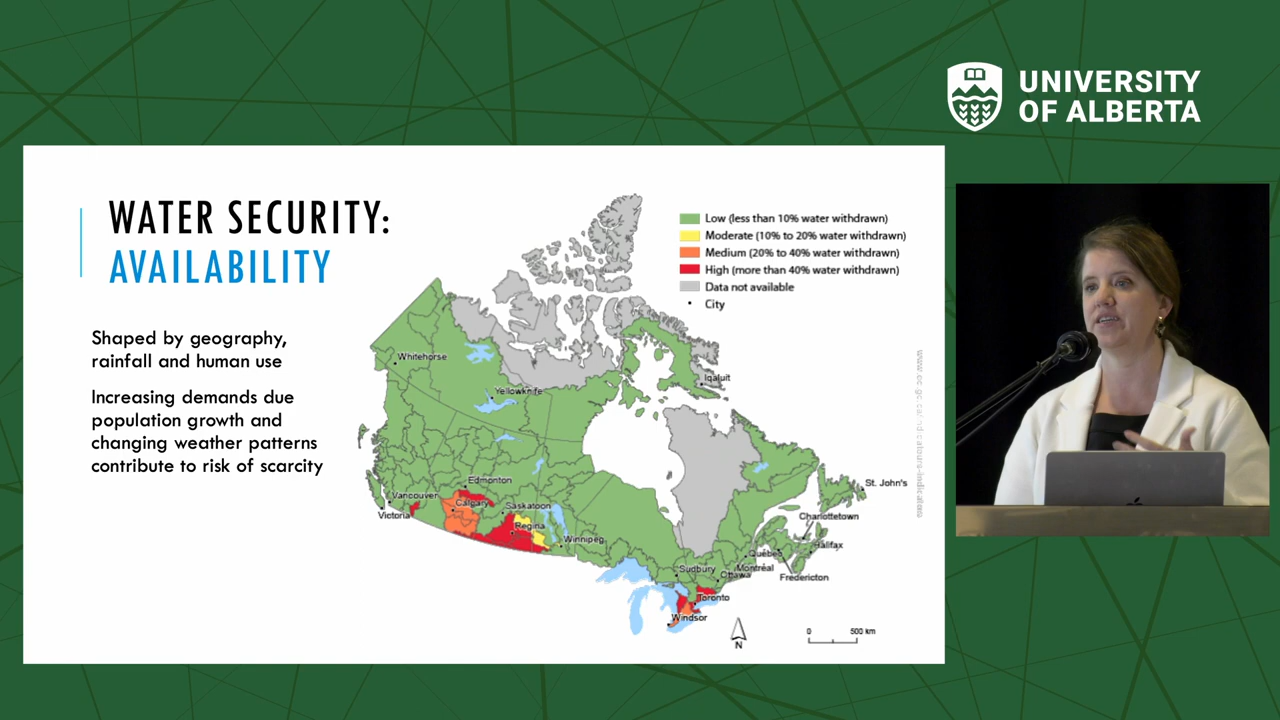 UNIVERSITY
OF ALBERTA
WATER SECURITY:
AVAILABILITY
Shaped by geography,
rainfall and human use
Increasing demands due
population growth and
changing weather patterns
contribute to risk of scarcity
Low (less than 10% water withdrawn)
Moderate (10% to 20% water withdrawn)
Medium (20% to 40% water withdrawn)
High (more than 40% water withdrawn)
Data not available
City
Whitehorse
Yellowknife
Iqaluit
Edmonton
Vancouver
Calgary
Saskatoon
Victoria
Regina
Winnipeg
St. John's
Charlottetown
Halifax
Québec
Montréal
Fredericton
Sudbury
Ottawa
Toronto
Windsor
N
0 500 km